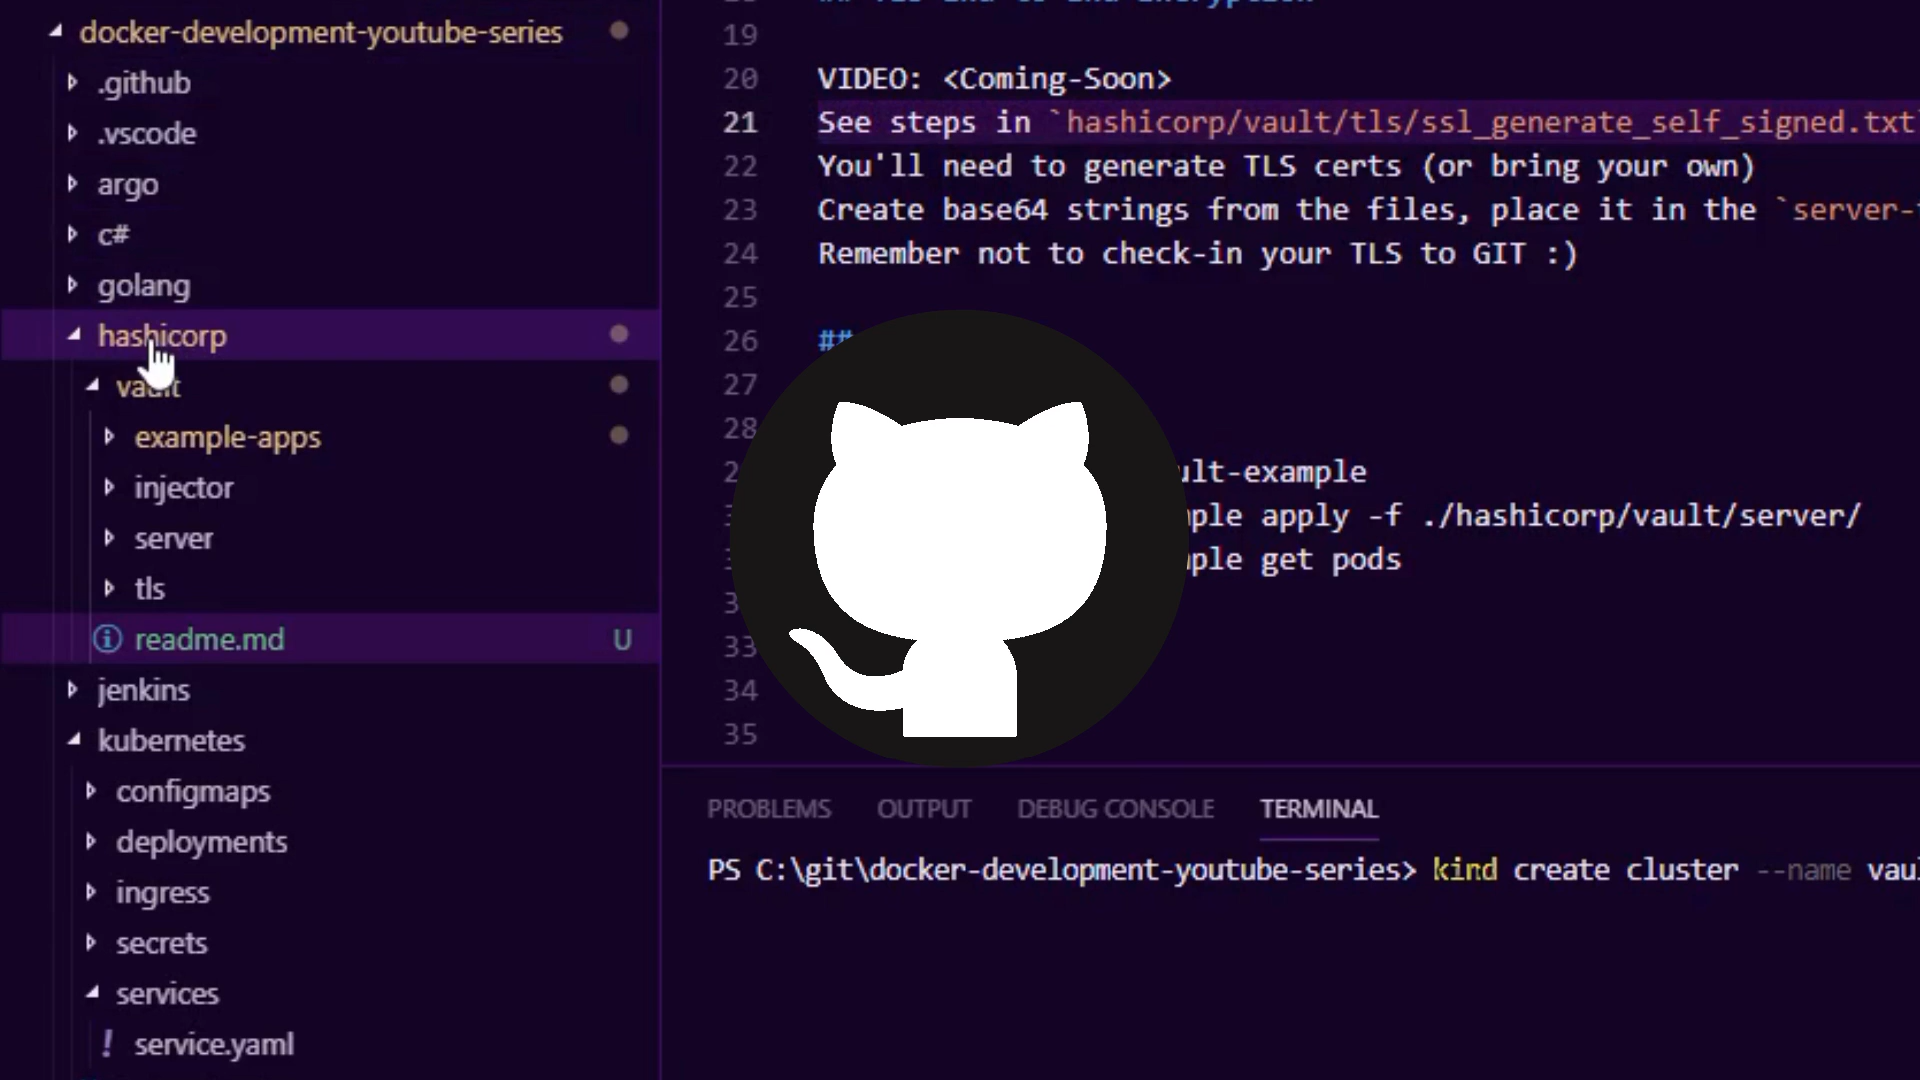 docker-development-youtube-series
.github
.vscode
argo
c#
golang
hashicorp
vault
example-apps
injector
server
tls
readme.md U
jenkins
kubernetes
configmaps
deployments
ingress
secrets
services
! service.yaml
19
20 VIDEO: <Coming-Soon>
21 See steps in `hashicorp/vault/tls/ssl_generate_self_signed.txt
22 You'll need to generate TLS certs (or bring your own)
23 Create base64 strings from the files, place it in the `server-
24 Remember not to check-in your TLS to GIT :)
25
26 ##
27
28
ult-example
ple apply -f ./hashicorp/vault/server/
ple get pods
33
34
35
PROBLEMS OUTPUT DEBUG CONSOLE TERMINAL
PS C:\git\docker-development-youtube-series> kind create cluster --name vau